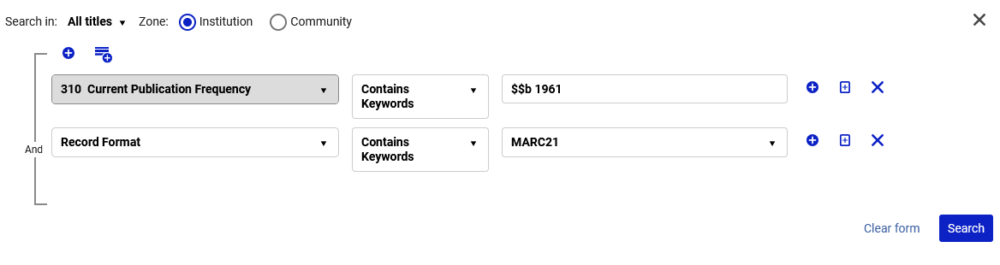 Search in: All titles Zone: Institution Community
310 Current Publication Frequency Contains Keywords $$b 1961
And
Record Format Contains Keywords MARC21
Clear form Search